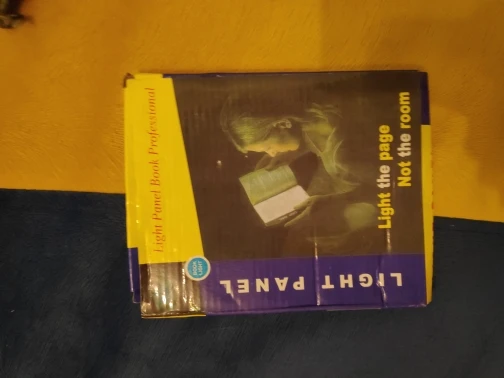 Light Panel Book Professional
Light the page
Not the room
LIGHT PANEL